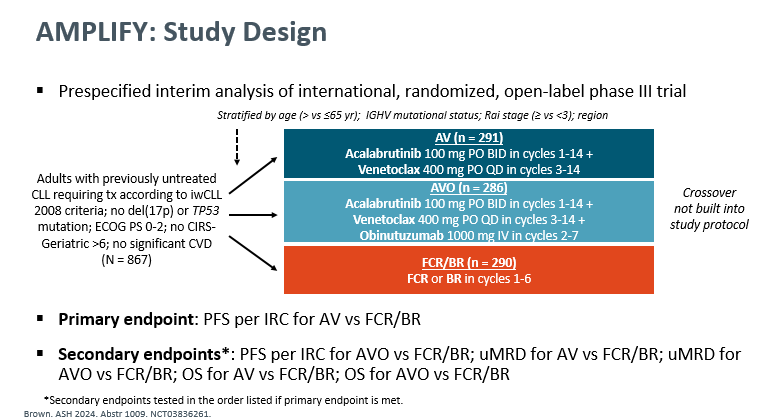 AMPLIFY: Study Design
▪ Prespecified interim analysis of international, randomized, open-label phase III trial
Stratified by age (> vs ≤65 yr); IGHV mutational status; Rai stage (≥ vs <3); region
Adults with previously untreated
CLL requiring tx according to iwCLL
2008 criteria; no del(17p) or TP53
mutation; ECOG PS 0-2; no CIRS-
Geriatric >6; no significant CVD
(N = 867)
AV (n = 291)
Acalabrutinib 100 mg PO BID in cycles 1-14 +
Venetoclax 400 mg PO QD in cycles 3-14
AVO (n = 286)
Acalabrutinib 100 mg PO BID in cycles 1-14 +
Venetoclax 400 mg PO QD in cycles 3-14 +
Obinutuzumab 1000 mg IV in cycles 2-7
FCR/BR (n = 290)
FCR or BR in cycles 1-6
Crossover
not built into
study protocol
▪ Primary endpoint: PFS per IRC for AV vs FCR/BR
▪ Secondary endpoints*: PFS per IRC for AVO vs FCR/BR; uMRD for AV vs FCR/BR; uMRD for
AVO vs FCR/BR; OS for AV vs FCR/BR; OS for AVO vs FCR/BR
*Secondary endpoints tested in the order listed if primary endpoint is met.
Brown. ASH 2024. Abstr 1009. NCT03836261.